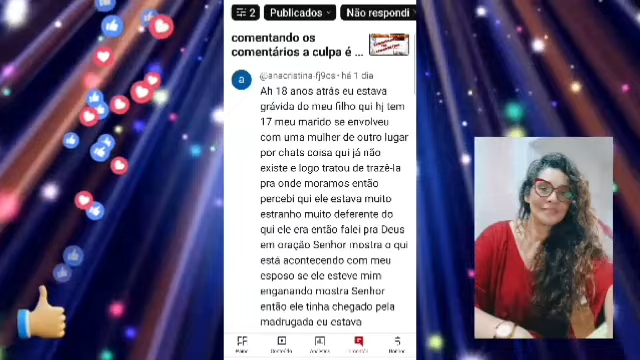 2 Publicados Não respondi
comentando os
comentários a culpa é ...
a @anacristina-fj9cs • há 1 dia
Ah 18 anos atrás eu estava
grávida do meu filho qui hj tem
17 meu marido se envolveu
com uma mulher de outro lugar
por chats coisa qui já não
existe e logo tratou de trazê-la
pra onde moramos então
percebi qui ele estava muito
estranho muito deferente do
qui ele era então falei pra Deus
em oração Senhor mostra o qui
está acontecendo com meu
esposo se ele esteve mim
enganando mostra Senhor
então ele tinha chegado pela
madrugada eu estava
Conteúdo